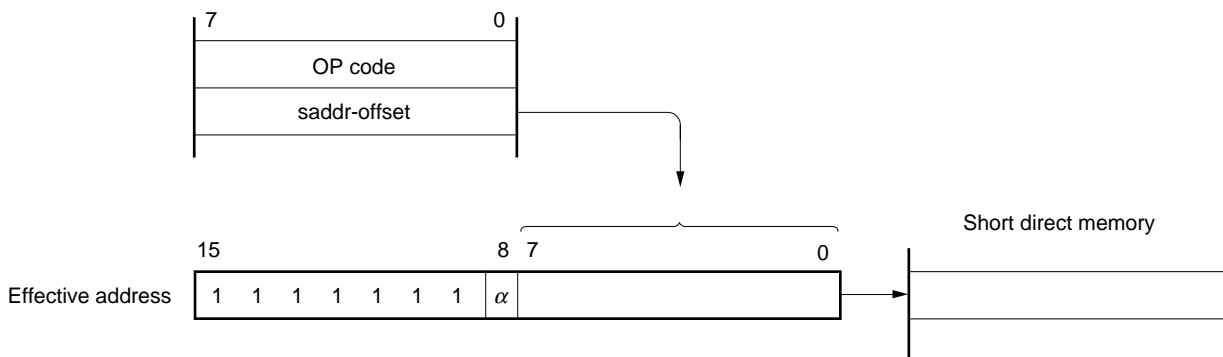 7 0
OP code
saddr-offset
Short direct memory
15 8 7 0
Effective address 1 1 1 1 1 1 1 α